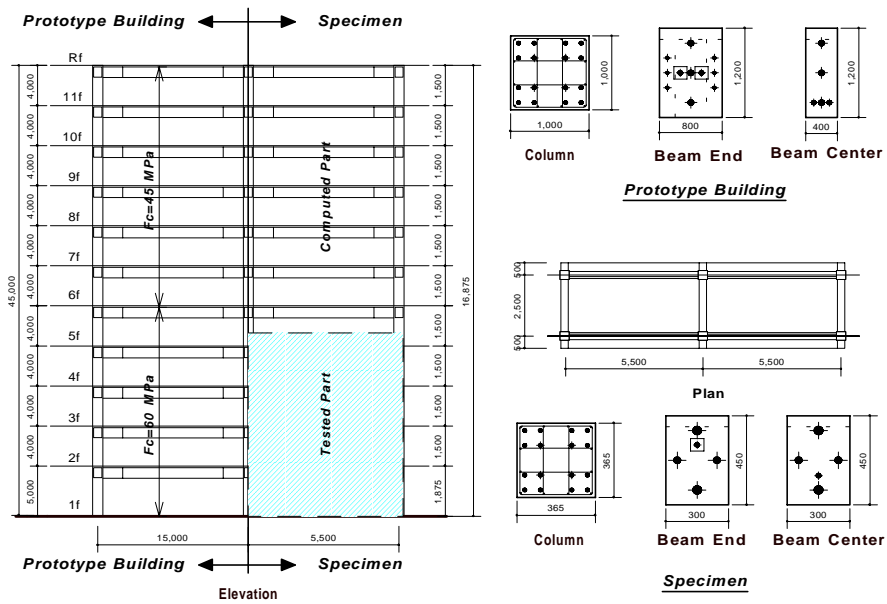 Prototype Building Specimen
Rf
11f
10f
9f
8f
7f
6f
5f
4f
3f
2f
1f
4,000
4,000
4,000
4,000
4,000
4,000
4,000
4,000
4,000
4,000
5,000
45,000
Fc=45 MPa
Fc=60 MPa
Computed Part
Tested Part
1,500
1,500
1,500
1,500
1,500
1,500
1,500
1,500
1,500
1,500
1,875
16,875
15,000
5,500
Prototype Building Specimen
Elevation
1,000
1,000
Column
1,200
800
Beam End
1,200
400
Beam Center
Prototype Building
500
2,500
500
5,500
5,500
Plan
365
365
Column
450
300
Beam End
450
300
Beam Center
Specimen